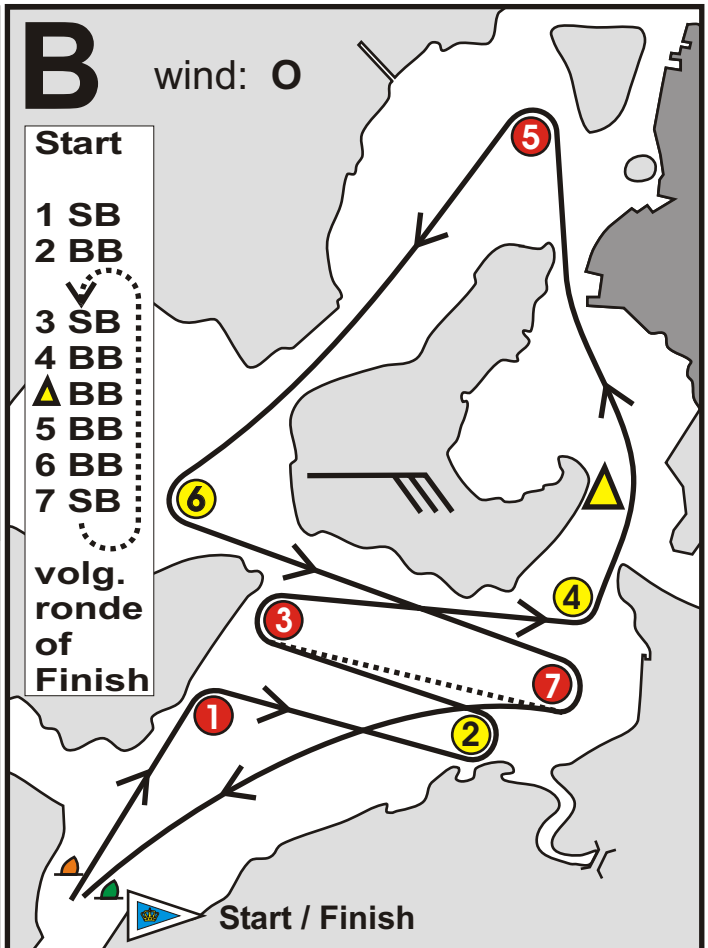 B
wind: O
Start
1 SB
2 BB
3 SB
4 BB
BB
5 BB
6 BB
7 SB
volg.
ronde
of
Finish
5
6
4
3
7
1
2
Start / Finish